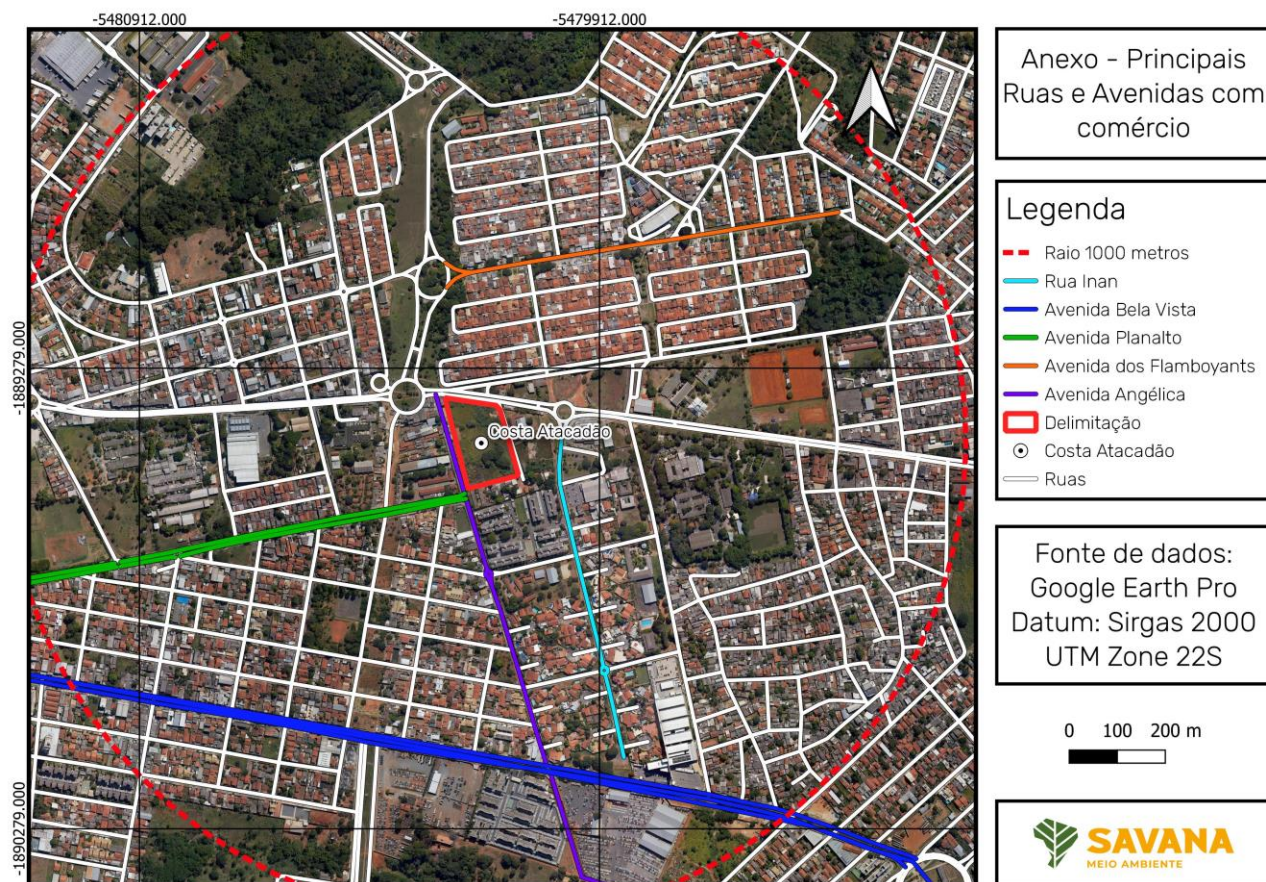 -5480912.000
-5479912.000
-1889279.000
-1890279.000
Costa Atacadão
Anexo - Principais
Ruas e Avenidas com
comércio
Legenda
Raio 1000 metros
Rua Inan
Avenida Bela Vista
Avenida Planalto
Avenida dos Flamboyants
Avenida Angélica
Delimitação
Costa Atacadão
Ruas
Fonte de dados:
Google Earth Pro
Datum: Sirgas 2000
UTM Zone 22S
0 100 200 m
SAVANA
MEIO AMBIENTE